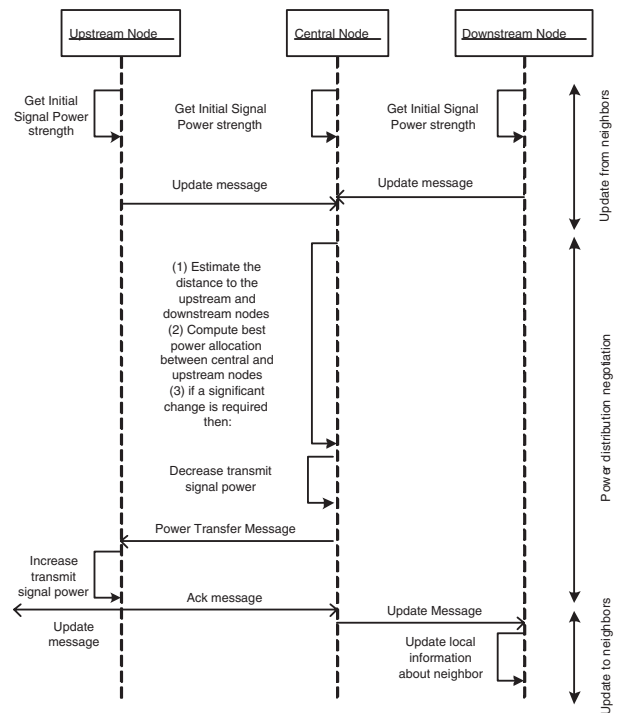 Upstream Node
Central Node
Downstream Node
Get Initial
Signal Power
strength
Get Initial Signal
Power strength
Get Initial Signal
Power strength
Update from neighbors
Update message
Update message
(1) Estimate the
distance to the
upstream and
downstream nodes
(2) Compute best
power allocation
between central and
upstream nodes
(3) if a significant
change is required
then:
Power distribution negotiation
Decrease transmit
signal power
Power Transfer Message
Increase
transmit
signal power
Ack message
Update Message
Update
message
Update local
information
about neighbor
Update to neighbors